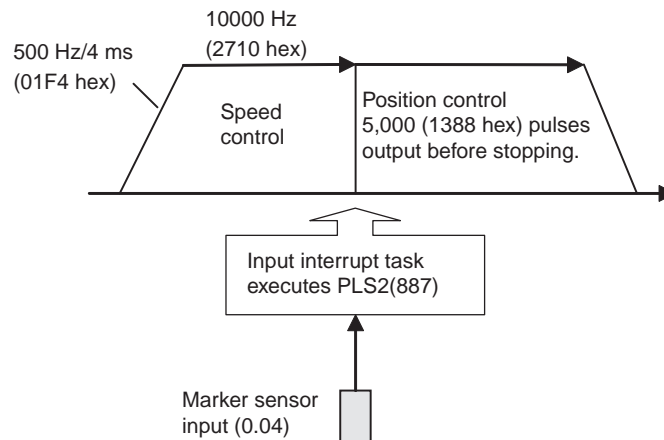 10000 Hz
(2710 hex)
500 Hz/4 ms
(01F4 hex)
Speed
control
Position control
5,000 (1388 hex) pulses
output before stopping.
Input interrupt task
executes PLS2(887)
Marker sensor
input (0.04)